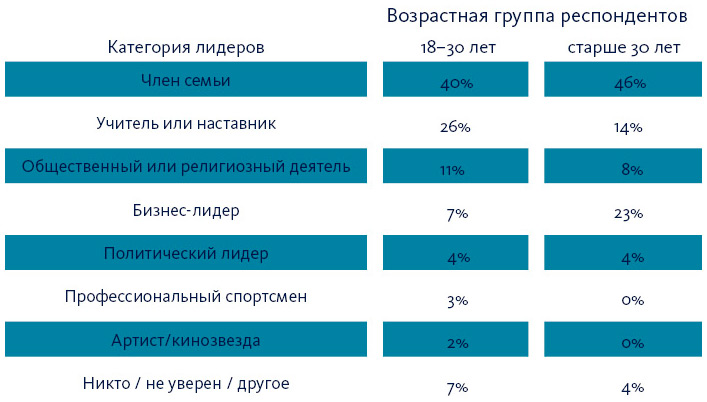 Возрастная группа респондентов
Категория лидеров 18–30 лет старше 30 лет
Член семьи 40% 46%
Учитель или наставник 26% 14%
Общественный или религиозный деятель 11% 8%
Бизнес-лидер 7% 23%
Политический лидер 4% 4%
Профессиональный спортсмен 3% 0%
Артист/кинозвезда 2% 0%
Никто / не уверен / другое 7% 4%